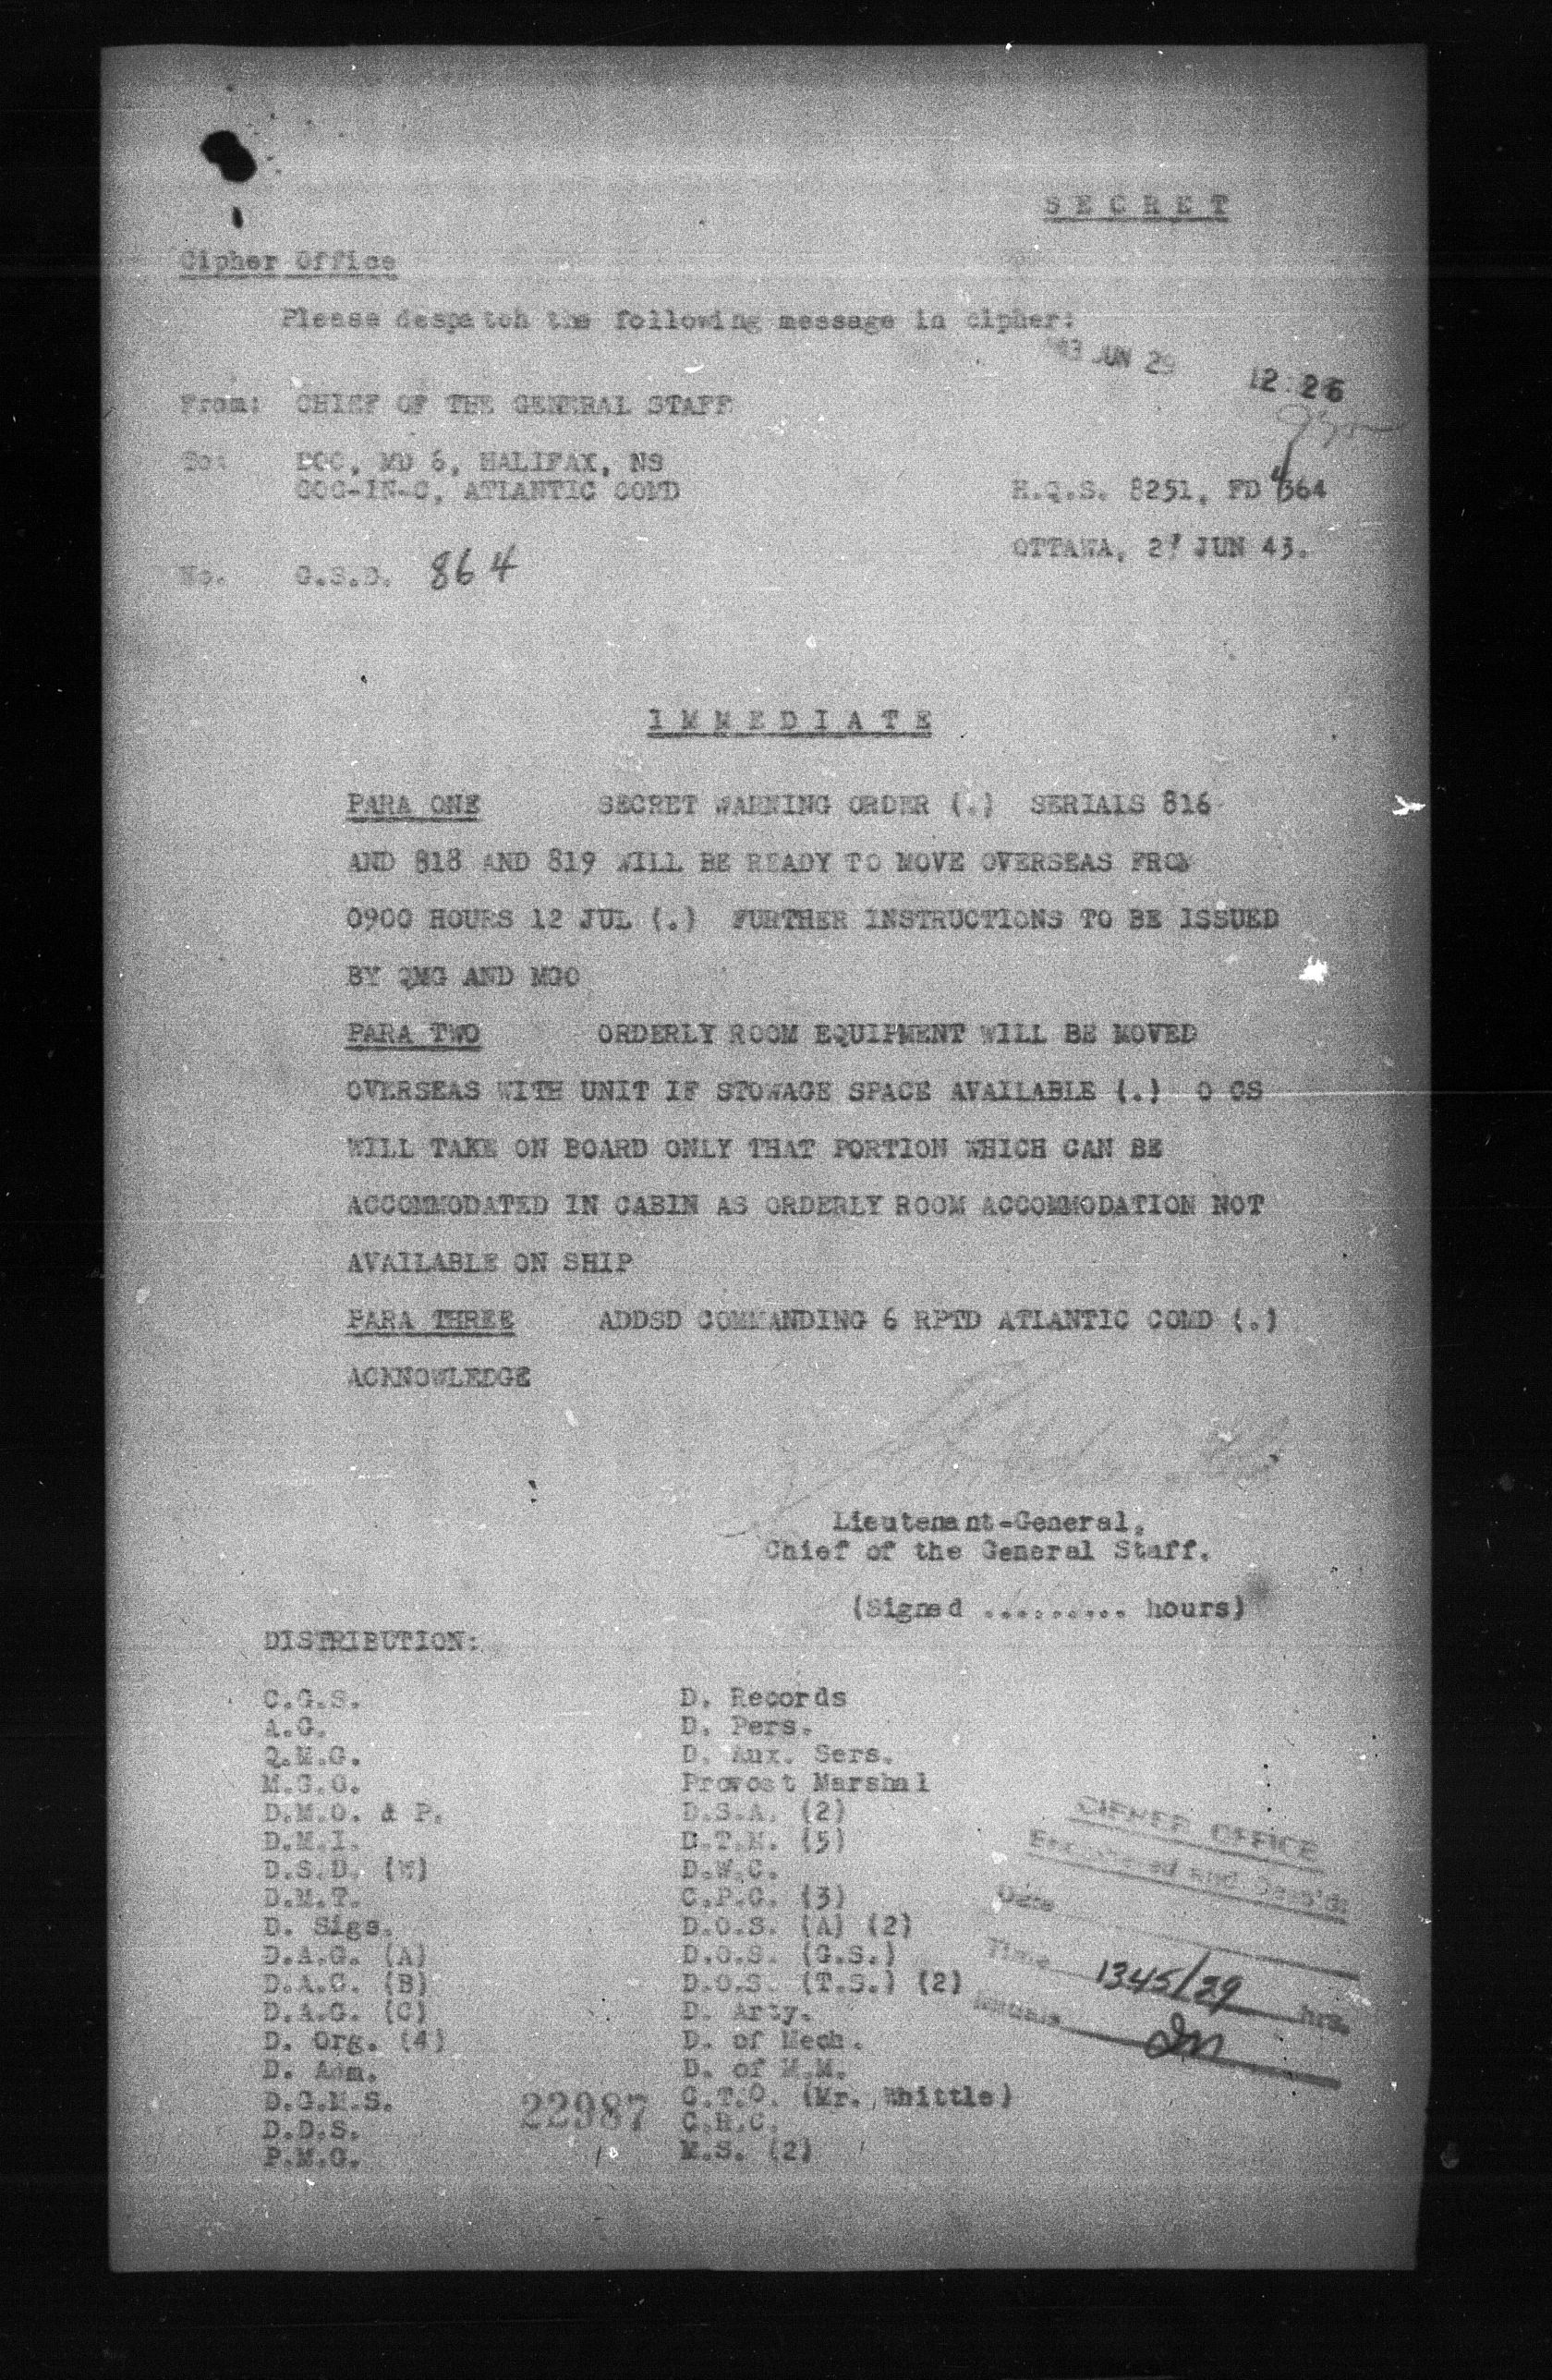 SECRET
Cipher Office
Please despatch the following message in cipher:
JUN 29
12:26
From: CHIEF OF THE GENERAL STAFF
To: DOC, MD 6, HALIFAX, NS
GOC-IN-C, ATLANTIC COMD
H.Q.S. 8251, FD 364
OTTAWA, JUN 43.
No. G.S.D. 864
IMMEDIATE
PARA ONE SECRET WARNING ORDER (.) SERIALS 816
AND 818 AND 819 WILL BE READY TO MOVE OVERSEAS FROM
0900 HOURS 12 JUL (.) FURTHER INSTRUCTIONS TO BE ISSUED
BY QMG AND MGO
PARA TWO ORDERLY ROOM EQUIPMENT WILL BE MOVED
OVERSEAS WITH UNIT IF STOWAGE SPACE AVAILABLE (.) O CS
WILL TAKE ON BOARD ONLY THAT PORTION WHICH CAN BE
ACCOMMODATED IN CABIN AS ORDERLY ROOM ACCOMMODATION NOT
AVAILABLE ON SHIP
PARA THREE ADDSD COMMANDING 6 RPTD ATLANTIC COMD (.)
ACKNOWLEDGE
Lieutenant-General,
Chief of the General Staff.
(Signed .......... hours)
DISTRIBUTION:
C.G.S.
A.G.
Q.M.G.
M.G.O.
D.M.O. & P.
D.M.I.
D.S.D. (W)
D.M.T.
D. Sigs.
D.A.G. (A)
D.A.G. (B)
D.A.G. (C)
D. Org. (4)
D. Adm.
D.G.M.S.
D.D.S.
P.M.G.
22987
D. Records
D. Pers.
D. Aux. Sers.
Provost Marshal
D.S.A. (2)
D.T.M. (5)
D.W.C.
C.P.C. (3)
D.O.S. (A) (2)
D.O.S. (G.S.)
D.O.S. (T.S.) (2)
D. Arty.
D. of Mech.
D. of M.M.
C.T.O. (Mr. Whittle)
C.R.C.
M.S. (2)
CIPHER OFFICE
and Desp'd:
Date
Time 1345/29 hrs.
Initials